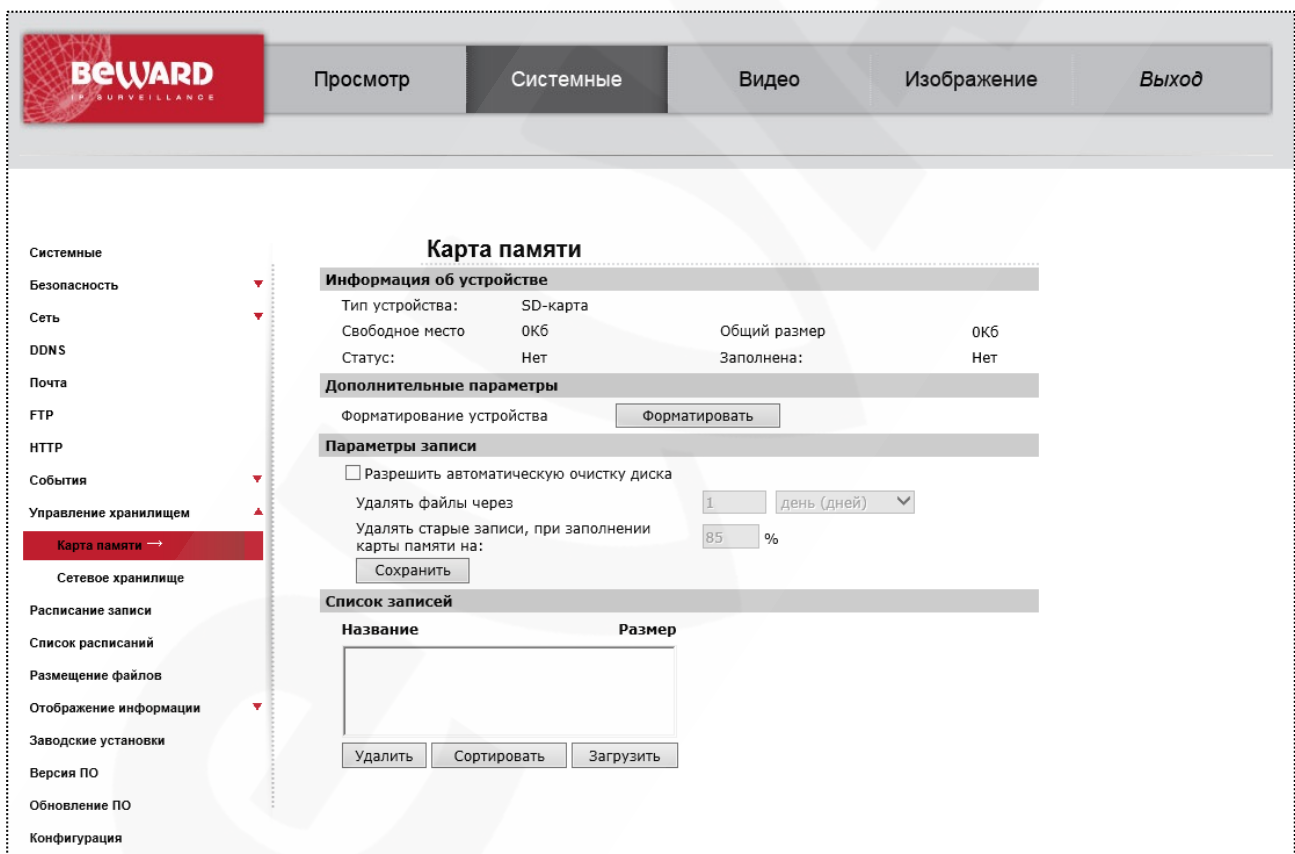 BEWARD
IP SURVEILLANCE
Просмотр
Системные
Видео
Изображение
Выход
Системные
Безопасность
Сеть
DDNS
Почта
FTP
HTTP
События
Управление хранилищем
Карта памяти →
Сетевое хранилище
Расписание записи
Список расписаний
Размещение файлов
Отображение информации
Заводские установки
Версия ПО
Обновление ПО
Конфигурация
Карта памяти
Информация об устройстве
Тип устройства: SD-карта
Свободное место 0Кб Общий размер 0Кб
Статус: Нет Заполнена: Нет
Дополнительные параметры
Форматирование устройства Форматировать
Параметры записи
Разрешить автоматическую очистку диска
Удалять файлы через 1 день (дней)
Удалять старые записи, при заполнении
карты памяти на: 85 %
Сохранить
Список записей
Название Размер
Удалить Сортировать Загрузить